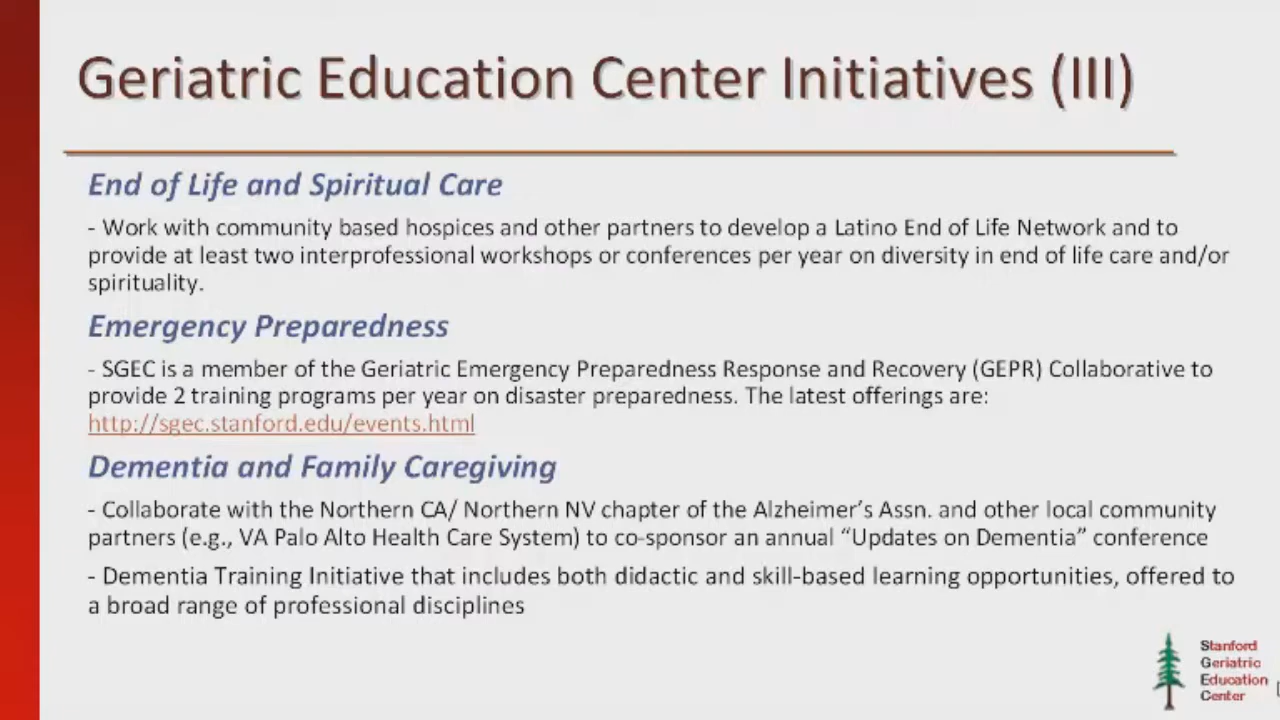 Geriatric Education Center Initiatives (III)
End of Life and Spiritual Care
- Work with community based hospices and other partners to develop a Latino End of Life Network and to
provide at least two interprofessional workshops or conferences per year on diversity in end of life care and/or
spirituality.
Emergency Preparedness
- SGEC is a member of the Geriatric Emergency Preparedness Response and Recovery (GEPR) Collaborative to
provide 2 training programs per year on disaster preparedness. The latest offerings are:
http://sgec.stanford.edu/events.html
Dementia and Family Caregiving
- Collaborate with the Northern CA/ Northern NV chapter of the Alzheimer’s Assn. and other local community
partners (e.g., VA Palo Alto Health Care System) to co-sponsor an annual “Updates on Dementia” conference
- Dementia Training Initiative that includes both didactic and skill-based learning opportunities, offered to
a broad range of professional disciplines
Stanford
Geriatric
Education
Center